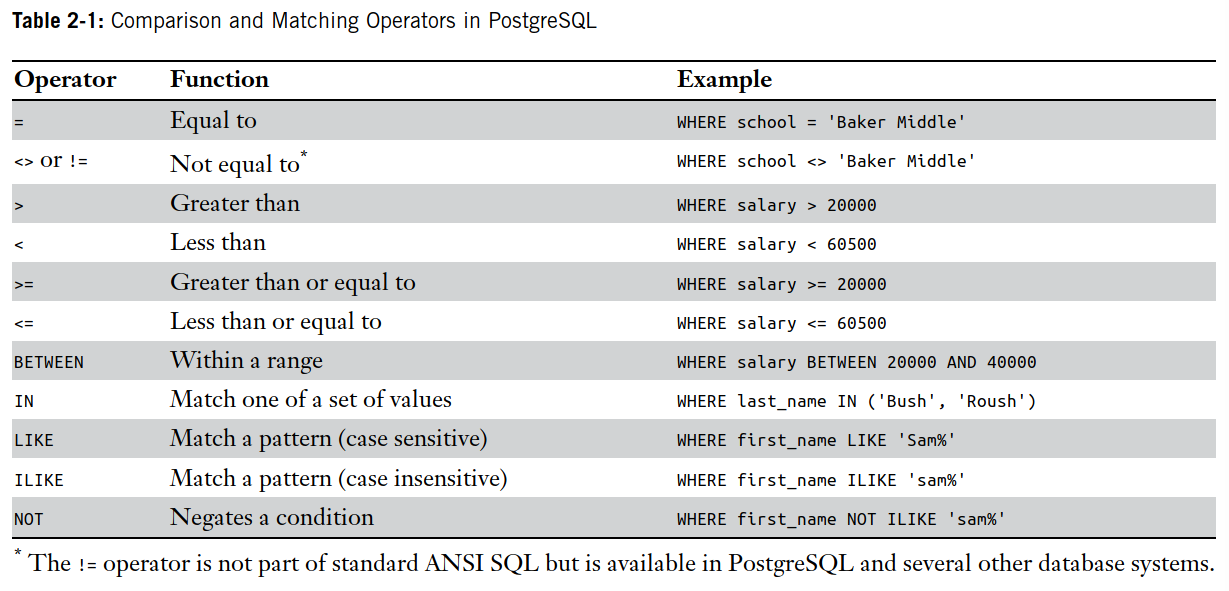 Table 2-1: Comparison and Matching Operators in PostgreSQL
Operator Function Example
= Equal to WHERE school = 'Baker Middle'
<> or != Not equal to* WHERE school <> 'Baker Middle'
> Greater than WHERE salary > 20000
< Less than WHERE salary < 60500
>= Greater than or equal to WHERE salary >= 20000
<= Less than or equal to WHERE salary <= 60500
BETWEEN Within a range WHERE salary BETWEEN 20000 AND 40000
IN Match one of a set of values WHERE last_name IN ('Bush', 'Roush')
LIKE Match a pattern (case sensitive) WHERE first_name LIKE 'Sam%'
ILIKE Match a pattern (case insensitive) WHERE first_name ILIKE 'sam%'
NOT Negates a condition WHERE first_name NOT ILIKE 'sam%'
* The != operator is not part of standard ANSI SQL but is available in PostgreSQL and several other database systems.